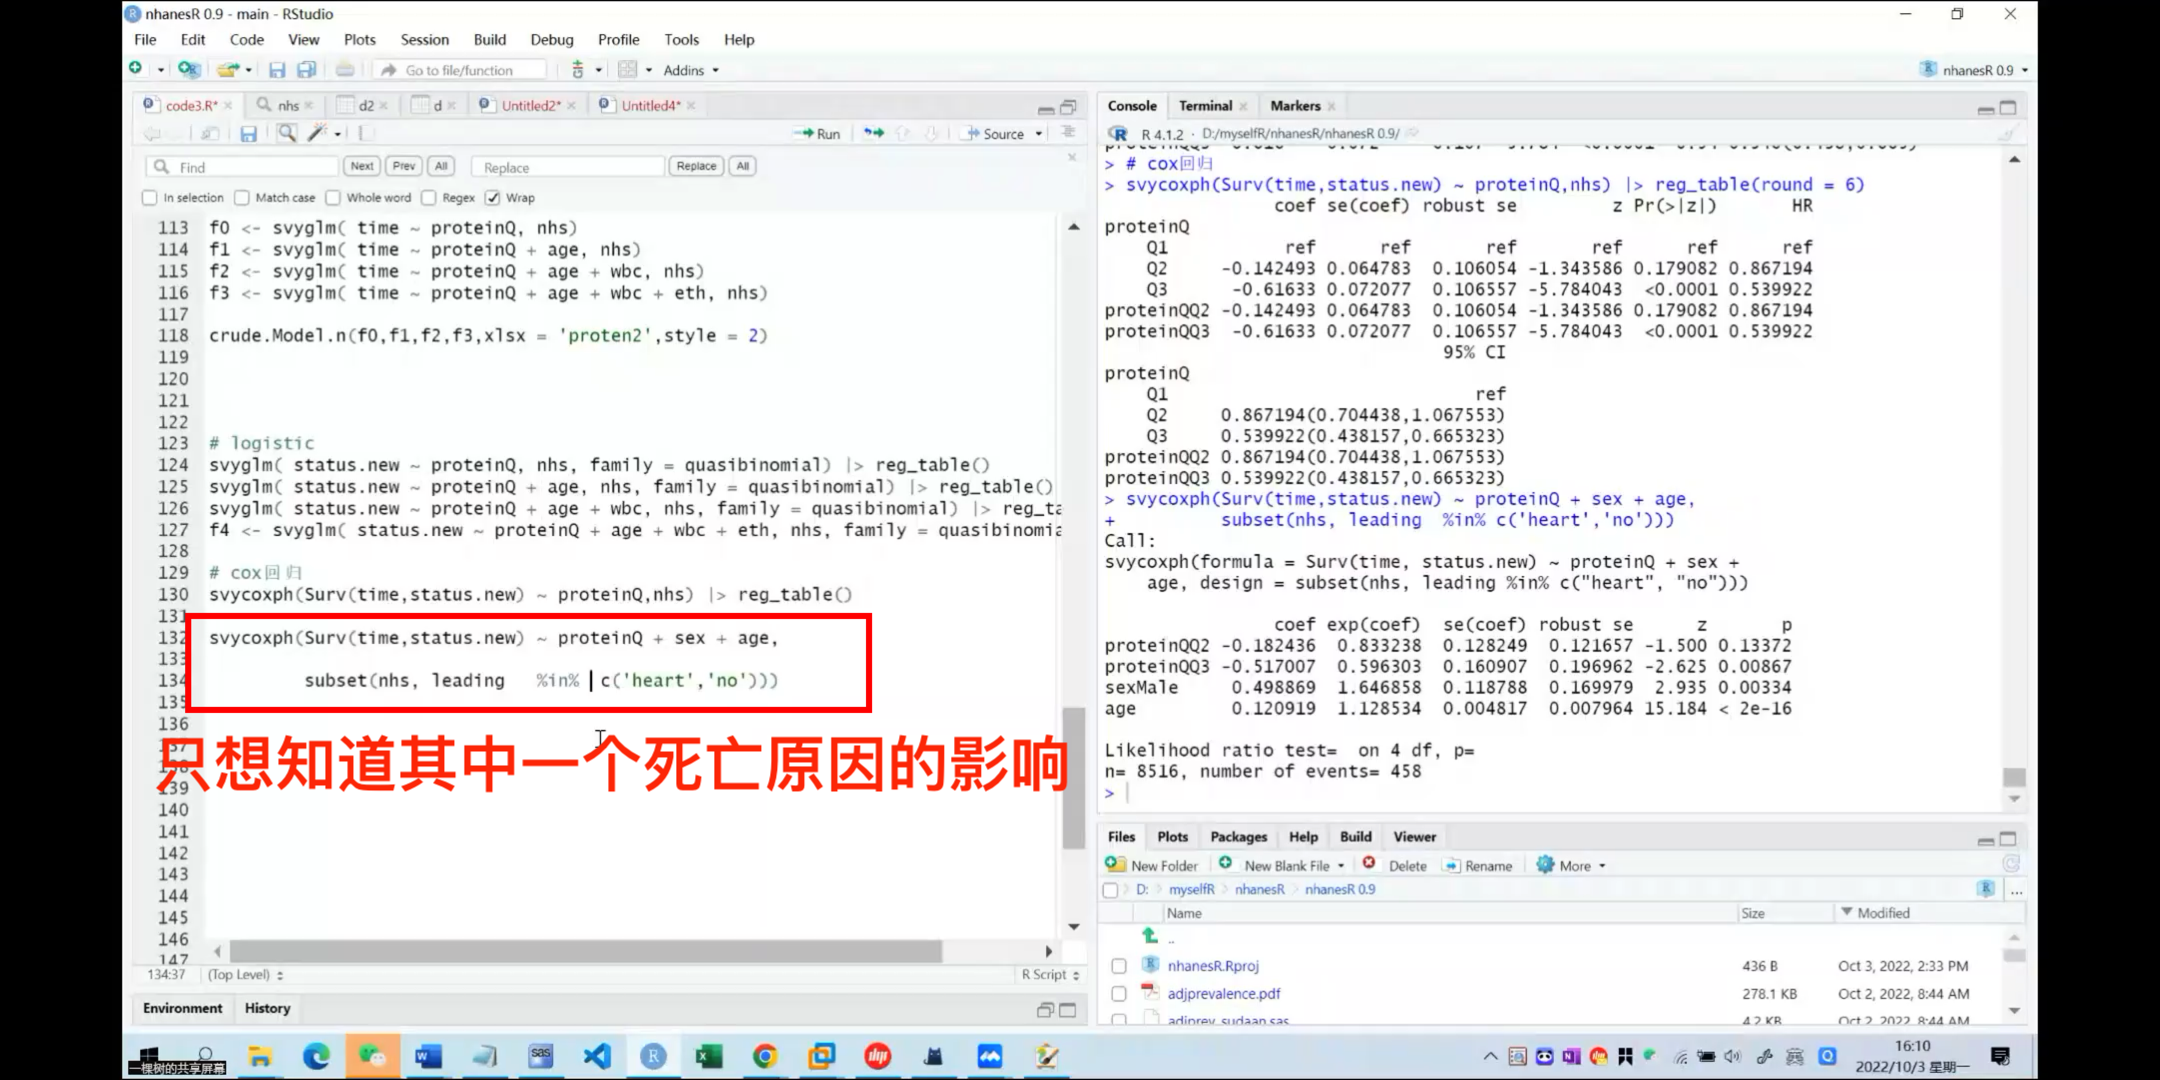 nhanesR 0.9 - main - RStudio
File Edit Code View Plots Session Build Debug Profile Tools Help
Go to file/function Addins nhanesR 0.9
code3.R* nhs d2 d Untitled2* Untitled4*
Run Source
Find Next Prev All Replace Replace All
In selection Match case Whole word Regex Wrap
113 f0 <- svyglm( time ~ proteinQ, nhs)
114 f1 <- svyglm( time ~ proteinQ + age, nhs)
115 f2 <- svyglm( time ~ proteinQ + age + wbc, nhs)
116 f3 <- svyglm( time ~ proteinQ + age + wbc + eth, nhs)
117
118 crude.Model.n(f0,f1,f2,f3,xlsx = 'proten2',style = 2)
119
120
121
122
123 # logistic
124 svyglm( status.new ~ proteinQ, nhs, family = quasibinomial) |> reg_table()
125 svyglm( status.new ~ proteinQ + age, nhs, family = quasibinomial) |> reg_table()
126 svyglm( status.new ~ proteinQ + age + wbc, nhs, family = quasibinomial) |> reg_ta
127 f4 <- svyglm( status.new ~ proteinQ + age + wbc + eth, nhs, family = quasibinomia
128
129 # cox回归
130 svycoxph(Surv(time,status.new) ~ proteinQ,nhs) |> reg_table()
131
132 svycoxph(Surv(time,status.new) ~ proteinQ + sex + age,
133
134 subset(nhs, leading %in% c('heart','no')))
135
136
只想知道其中一个死亡原因的影响
139
140
141
142
143
144
145
146
147
134:37 (Top Level) R Script
Environment History
Console Terminal Markers
R 4.1.2 · D:/myselfR/nhanesR/nhanesR 0.9/
> # cox回归
> svycoxph(Surv(time,status.new) ~ proteinQ,nhs) |> reg_table(round = 6)
coef se(coef) robust se z Pr(>|z|) HR
proteinQ
Q1 ref ref ref ref ref ref
Q2 -0.142493 0.064783 0.106054 -1.343586 0.179082 0.867194
Q3 -0.61633 0.072077 0.106557 -5.784043 <0.0001 0.539922
proteinQQ2 -0.142493 0.064783 0.106054 -1.343586 0.179082 0.867194
proteinQQ3 -0.61633 0.072077 0.106557 -5.784043 <0.0001 0.539922
95% CI
proteinQ
Q1 ref
Q2 0.867194(0.704438,1.067553)
Q3 0.539922(0.438157,0.665323)
proteinQQ2 0.867194(0.704438,1.067553)
proteinQQ3 0.539922(0.438157,0.665323)
> svycoxph(Surv(time,status.new) ~ proteinQ + sex + age,
+ subset(nhs, leading %in% c('heart','no')))
Call:
svycoxph(formula = Surv(time, status.new) ~ proteinQ + sex +
age, design = subset(nhs, leading %in% c("heart", "no")))
coef exp(coef) se(coef) robust se z p
proteinQQ2 -0.182436 0.833238 0.128249 0.121657 -1.500 0.13372
proteinQQ3 -0.517007 0.596303 0.160907 0.196962 -2.625 0.00867
sexMale 0.498869 1.646858 0.118788 0.169979 2.935 0.00334
age 0.120919 1.128534 0.004817 0.007964 15.184 < 2e-16
Likelihood ratio test= on 4 df, p=
n= 8516, number of events= 458
>
Files Plots Packages Help Build Viewer
New Folder New Blank File Delete Rename More
D: myselfR nhanesR nhanesR 0.9
Name Size Modified
..
nhanesR.Rproj 436 B Oct 3, 2022, 2:33 PM
adjprevalence.pdf 278.1 KB Oct 2, 2022, 8:44 AM
adjprev_sudaan.sas 4.2 KB Oct 2, 2022, 8:44 AM
一棵树的共享屏幕
16:10
2022/10/3 星期一